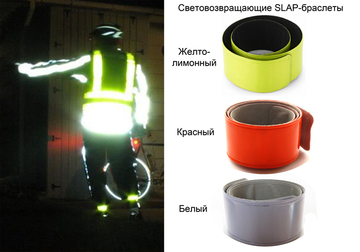 Световозвращающие SLAP-браслеты
Желто-
лимонный
Красный
Белый